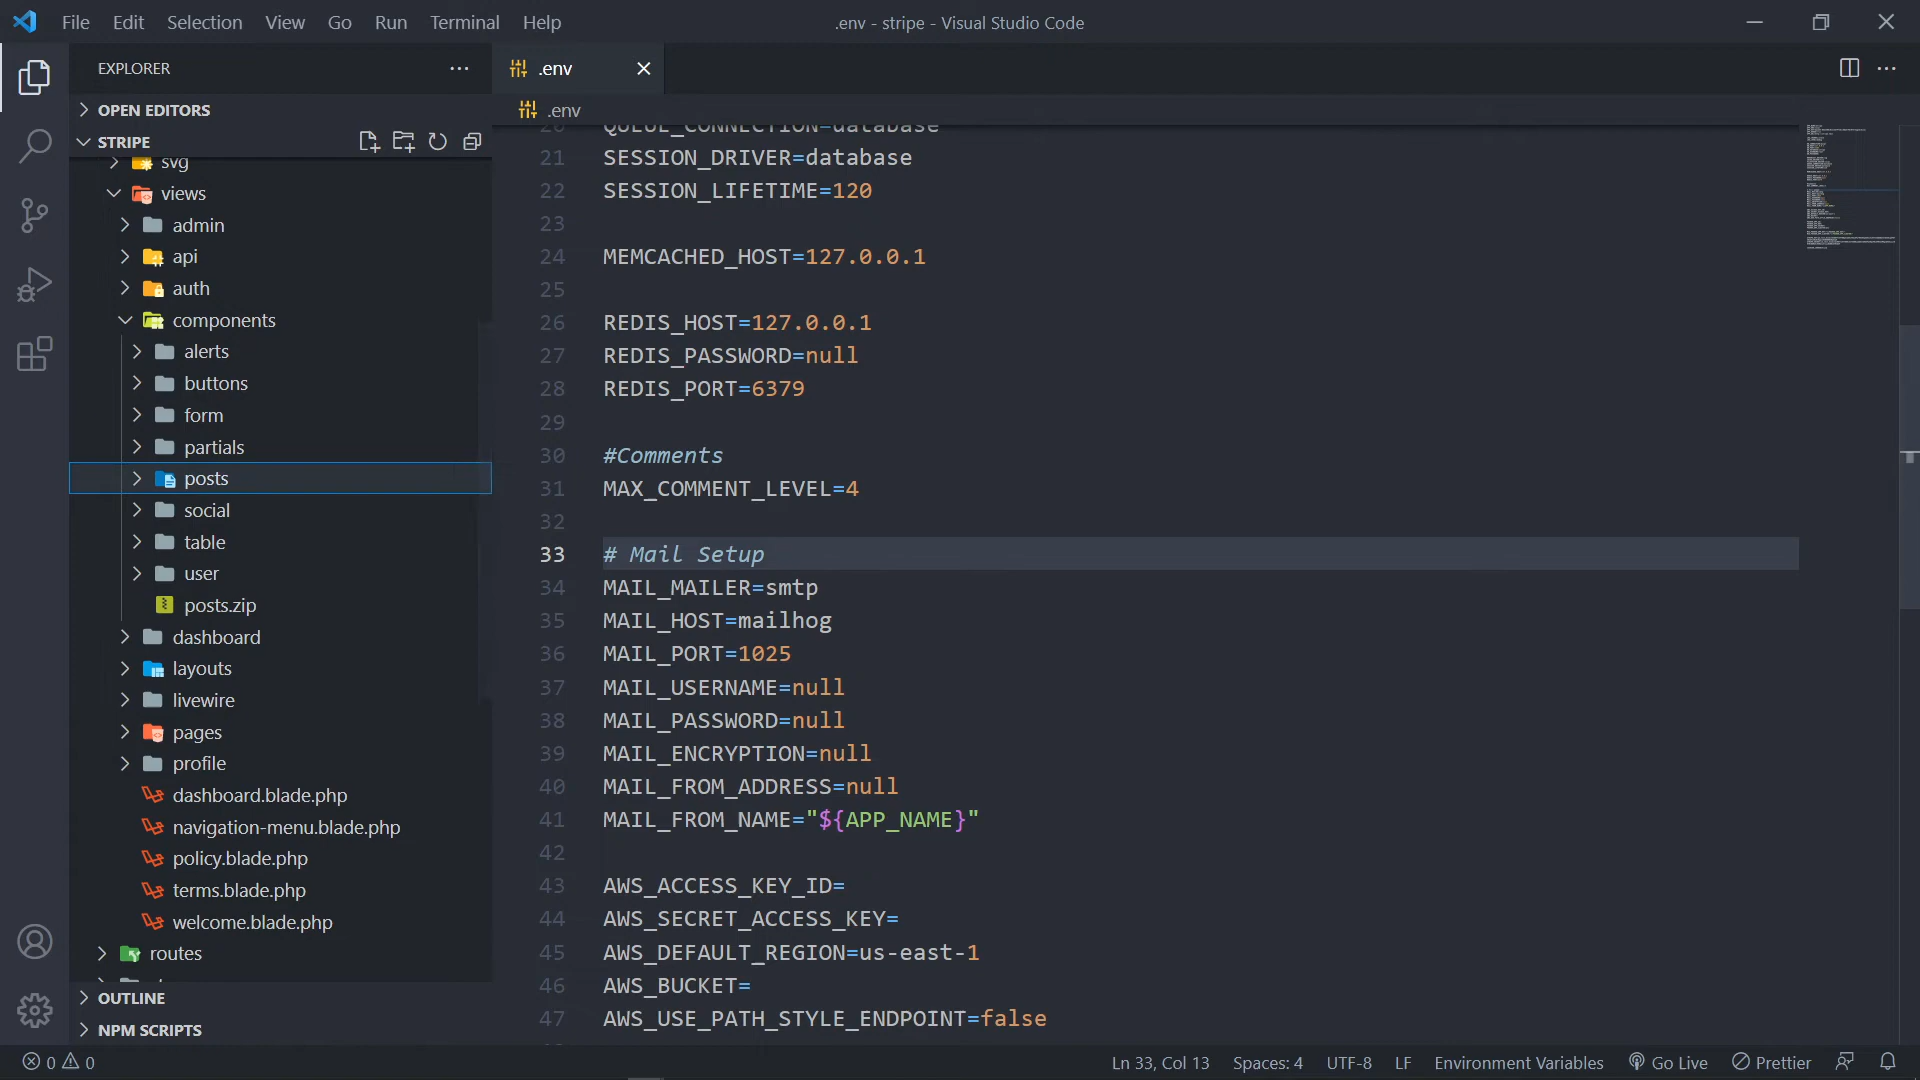 File Edit Selection View Go Run Terminal Help
.env - stripe - Visual Studio Code
EXPLORER
OPEN EDITORS
STRIPE
svg
views
admin
api
auth
components
alerts
buttons
form
partials
posts
social
table
user
posts.zip
dashboard
layouts
livewire
pages
profile
dashboard.blade.php
navigation-menu.blade.php
policy.blade.php
terms.blade.php
welcome.blade.php
routes
OUTLINE
NPM SCRIPTS
.env
.env
20 QUEUE_CONNECTION=database
21 SESSION_DRIVER=database
22 SESSION_LIFETIME=120
23
24 MEMCACHED_HOST=127.0.0.1
25
26 REDIS_HOST=127.0.0.1
27 REDIS_PASSWORD=null
28 REDIS_PORT=6379
29
30 #Comments
31 MAX_COMMENT_LEVEL=4
32
33 # Mail Setup
34 MAIL_MAILER=smtp
35 MAIL_HOST=mailhog
36 MAIL_PORT=1025
37 MAIL_USERNAME=null
38 MAIL_PASSWORD=null
39 MAIL_ENCRYPTION=null
40 MAIL_FROM_ADDRESS=null
41 MAIL_FROM_NAME="${APP_NAME}"
42
43 AWS_ACCESS_KEY_ID=
44 AWS_SECRET_ACCESS_KEY=
45 AWS_DEFAULT_REGION=us-east-1
46 AWS_BUCKET=
47 AWS_USE_PATH_STYLE_ENDPOINT=false
0 0
Ln 33, Col 13 Spaces: 4 UTF-8 LF Environment Variables Go Live Prettier